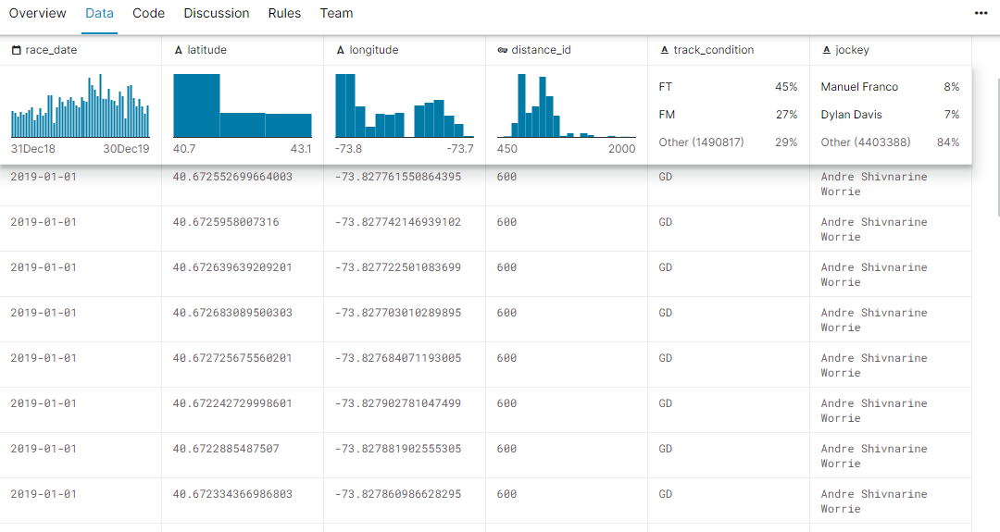 Overview Data Code Discussion Rules Team
race_date latitude longitude distance_id track_condition jockey
FT 45% Manuel Franco 8%
FM 27% Dylan Davis 7%
31Dec18 30Dec19 40.7 43.1 -73.8 -73.7 450 2000 Other (1490817) 29% Other (4403388) 84%
2019-01-01 40.672552699664003 -73.827761550864395 600 GD Andre Shivnarine
Worrie
2019-01-01 40.6725958007316 -73.827742146939102 600 GD Andre Shivnarine
Worrie
2019-01-01 40.672639639209201 -73.827722501083699 600 GD Andre Shivnarine
Worrie
2019-01-01 40.672683089500303 -73.827703010289895 600 GD Andre Shivnarine
Worrie
2019-01-01 40.672725675560201 -73.827684071193005 600 GD Andre Shivnarine
Worrie
2019-01-01 40.672242729998601 -73.827902781047499 600 GD Andre Shivnarine
Worrie
2019-01-01 40.6722885487507 -73.827881902555305 600 GD Andre Shivnarine
Worrie
2019-01-01 40.672334366986803 -73.827860986628295 600 GD Andre Shivnarine
Worrie